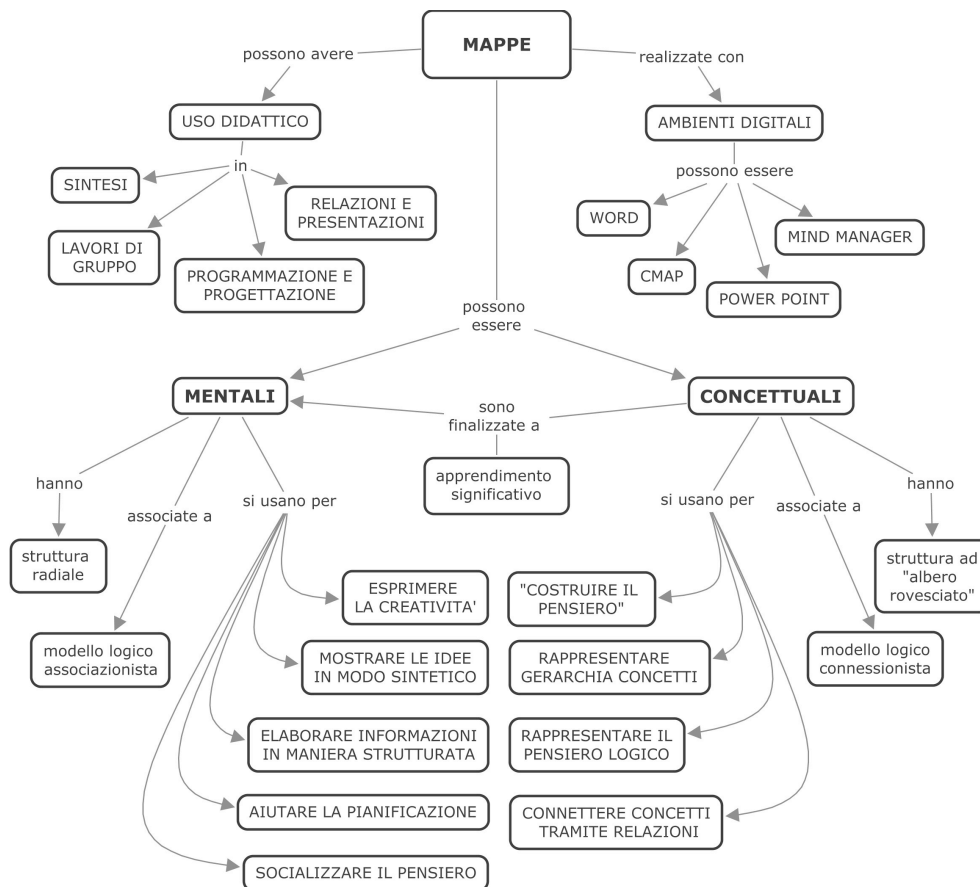 MAPPE
possono avere
realizzate con
USO DIDATTICO
AMBIENTI DIGITALI
in
possono essere
SINTESI
RELAZIONI E
PRESENTAZIONI
WORD
MIND MANAGER
LAVORI DI
GRUPPO
PROGRAMMAZIONE E
PROGETTAZIONE
CMAP
POWER POINT
possono
essere
MENTALI
CONCETTUALI
sono
finalizzate a
apprendimento
significativo
hanno
associate a
si usano per
si usano per
associate a
hanno
struttura
radiale
struttura ad
"albero
rovesciato"
ESPRIMERE
LA CREATIVITA'
"COSTRUIRE IL
PENSIERO"
modello logico
associazionista
MOSTRARE LE IDEE
IN MODO SINTETICO
RAPPRESENTARE
GERARCHIA CONCETTI
modello logico
connessionista
ELABORARE INFORMAZIONI
IN MANIERA STRUTTURATA
RAPPRESENTARE IL
PENSIERO LOGICO
AIUTARE LA PIANIFICAZIONE
CONNETTERE CONCETTI
TRAMITE RELAZIONI
SOCIALIZZARE IL PENSIERO